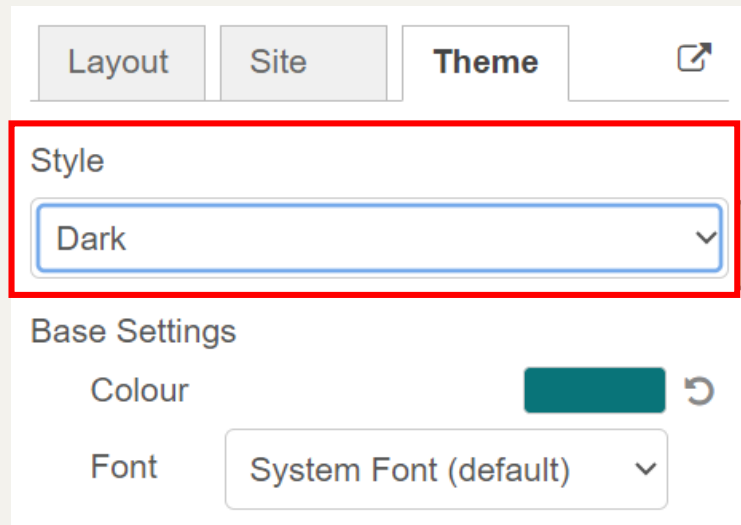 Layout Site Theme
Style
Dark
Base Settings
Colour
Font System Font (default)